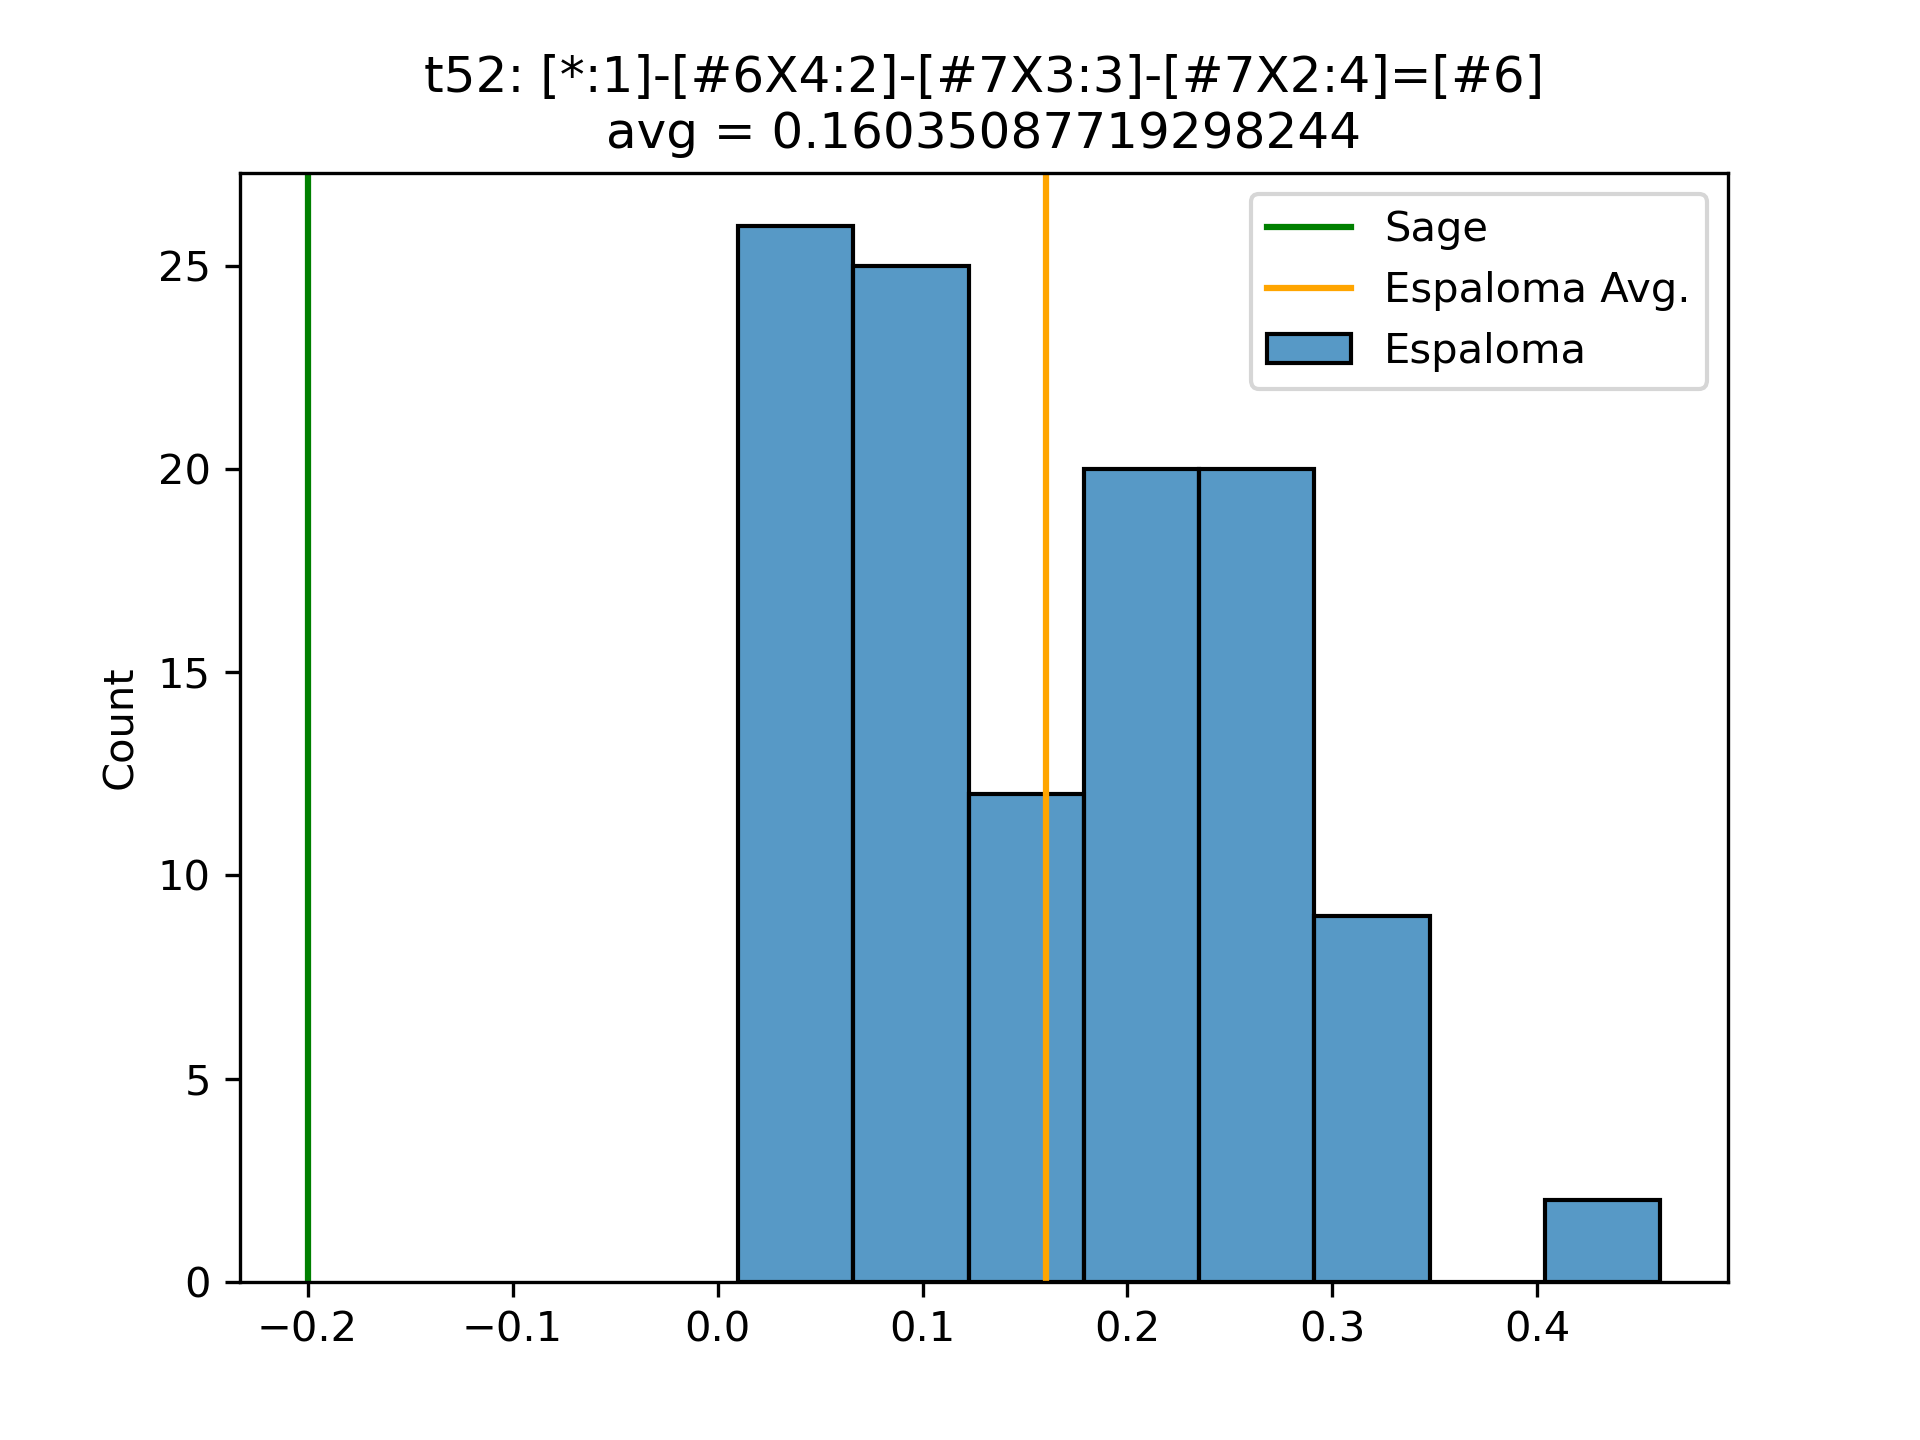 t52: [*:1]-[#6X4:2]-[#7X3:3]-[#7X2:4]=[#6]
avg = 0.16035087719298244
Sage
Espaloma Avg.
Espaloma
Count
25
20
15
10
5
0
−0.2
−0.1
0.0
0.1
0.2
0.3
0.4